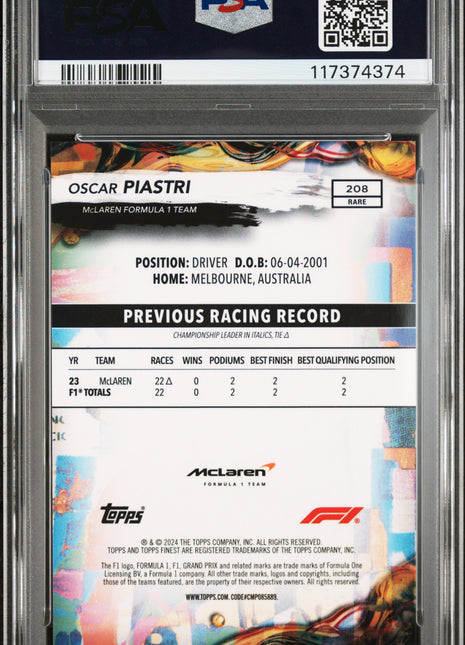 PSA
117374374
OSCAR PIASTRI
McLAREN FORMULA 1 TEAM
208
RARE
POSITION: DRIVER D.O.B: 06-04-2001
HOME: MELBOURNE, AUSTRALIA
PREVIOUS RACING RECORD
CHAMPIONSHIP LEADER IN ITALICS, TIE Δ
YR TEAM RACES WINS PODIUMS BEST FINISH BEST QUALIFYING POSITION
23 McLAREN 22 Δ 0 2 2 2
F1® TOTALS 22 0 2 2 2
McLaren
FORMULA 1 TEAM
Topps F1
® & © 2024 THE TOPPS COMPANY, INC. ALL RIGHTS RESERVED.
TOPPS AND TOPPS FINEST ARE REGISTERED TRADEMARKS OF THE TOPPS COMPANY, INC.
The F1 logo, FORMULA 1, F1, GRAND PRIX and related marks are trade marks of Formula One
Licensing BV, a Formula 1 company. All other trade marks, logos and copyrights, including
those of teams featured, are the property of their respective owners. All rights reserved.
WWW.TOPPS.COM. CODE#CMP085889.